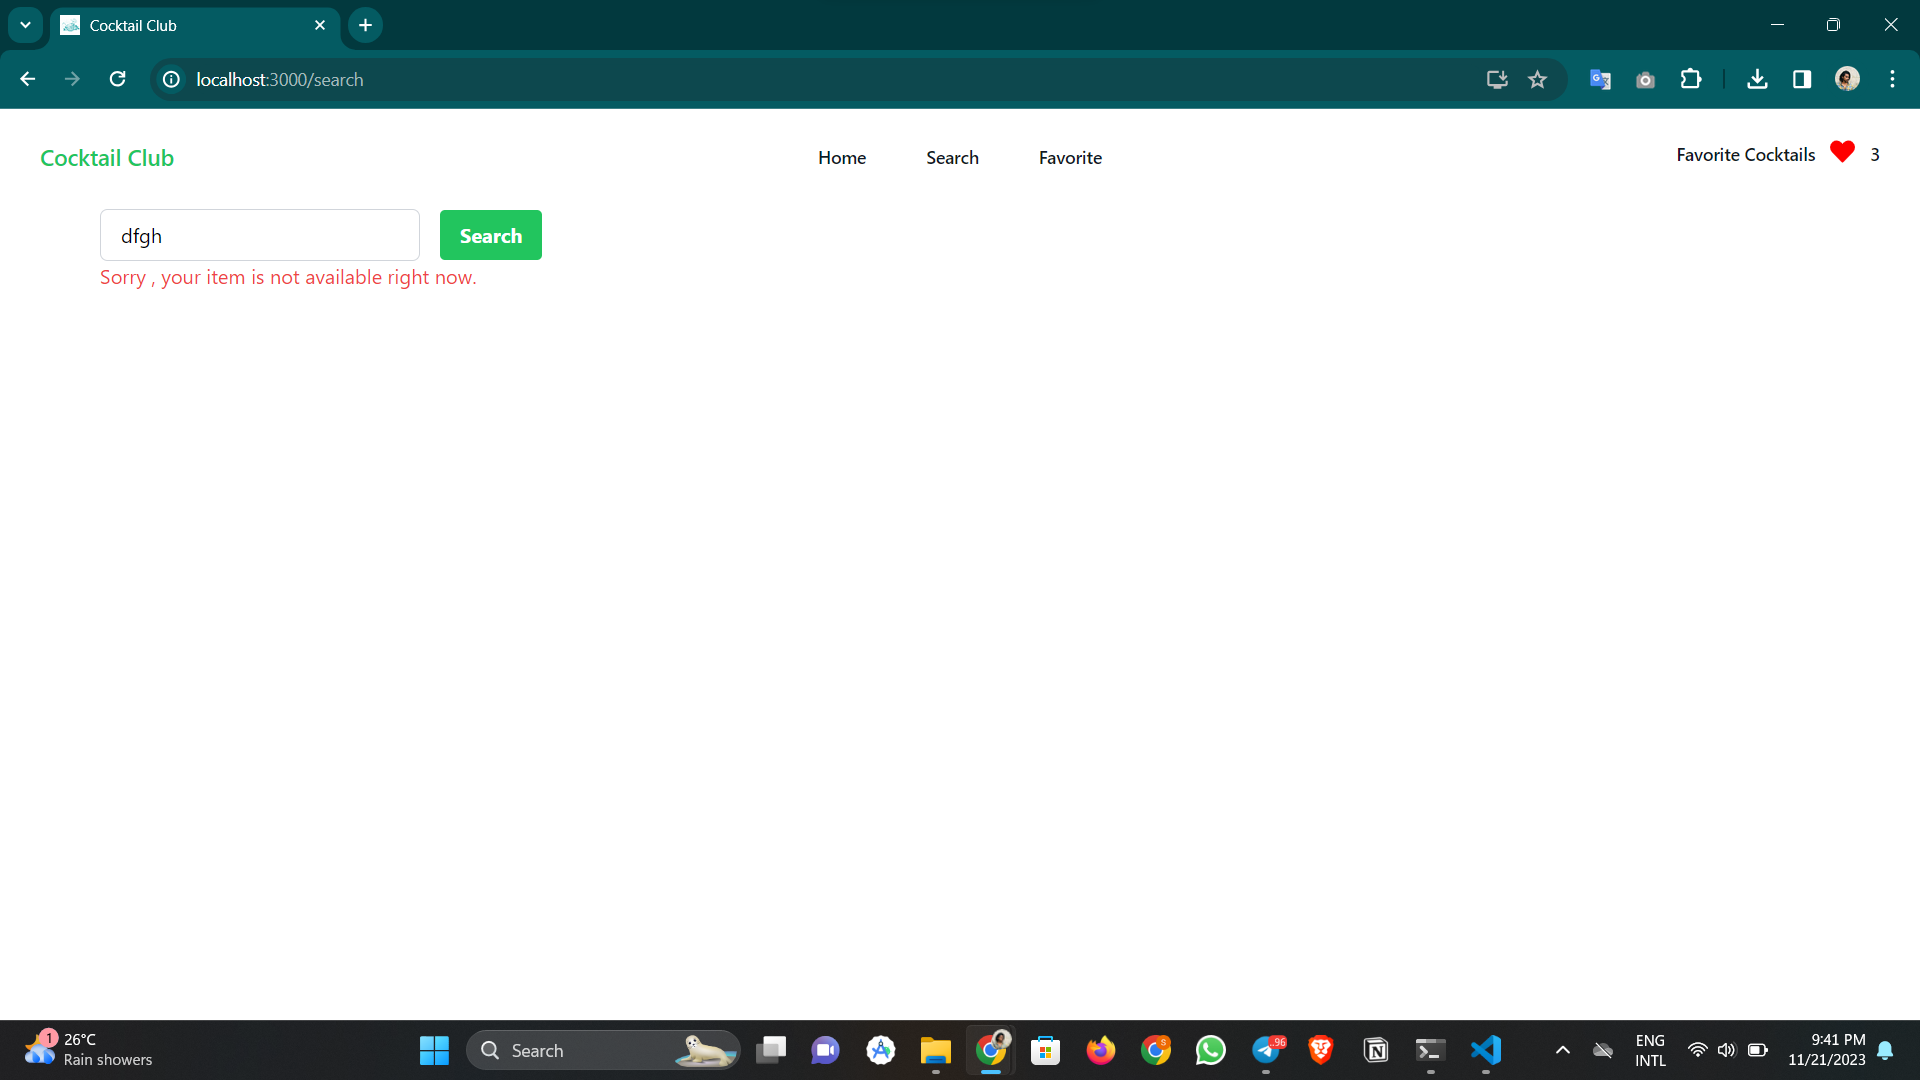 Cocktail Club
localhost:3000/search
Cocktail Club
Home
Search
Favorite
Favorite Cocktails
3
dfgh
Search
Sorry , your item is not available right now.
1
26°C
Rain showers
Search
S
.96
ENG
INTL
9:41 PM
11/21/2023